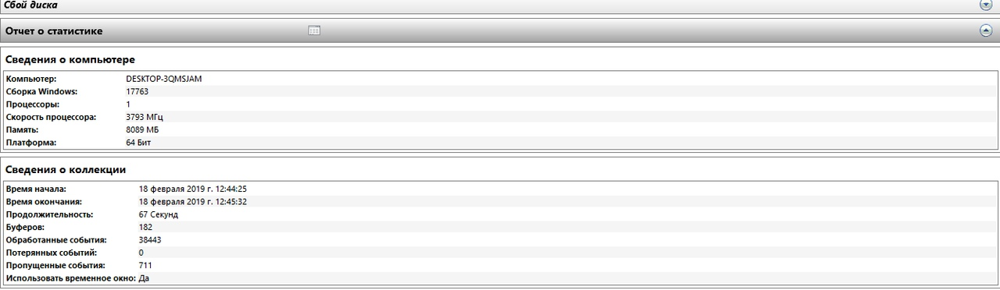 Сбой диска
Отчет о статистике
Сведения о компьютере
Компьютер: DESKTOP-3QMSJAM
Сборка Windows: 17763
Процессоры: 1
Скорость процессора: 3793 МГц
Память: 8089 МБ
Платформа: 64 Бит
Сведения о коллекции
Время начала: 18 февраля 2019 г. 12:44:25
Время окончания: 18 февраля 2019 г. 12:45:32
Продолжительность: 67 Секунд
Буферов: 182
Обработанные события: 38443
Потерянных событий: 0
Пропущенные события: 711
Использовать временное окно: Да